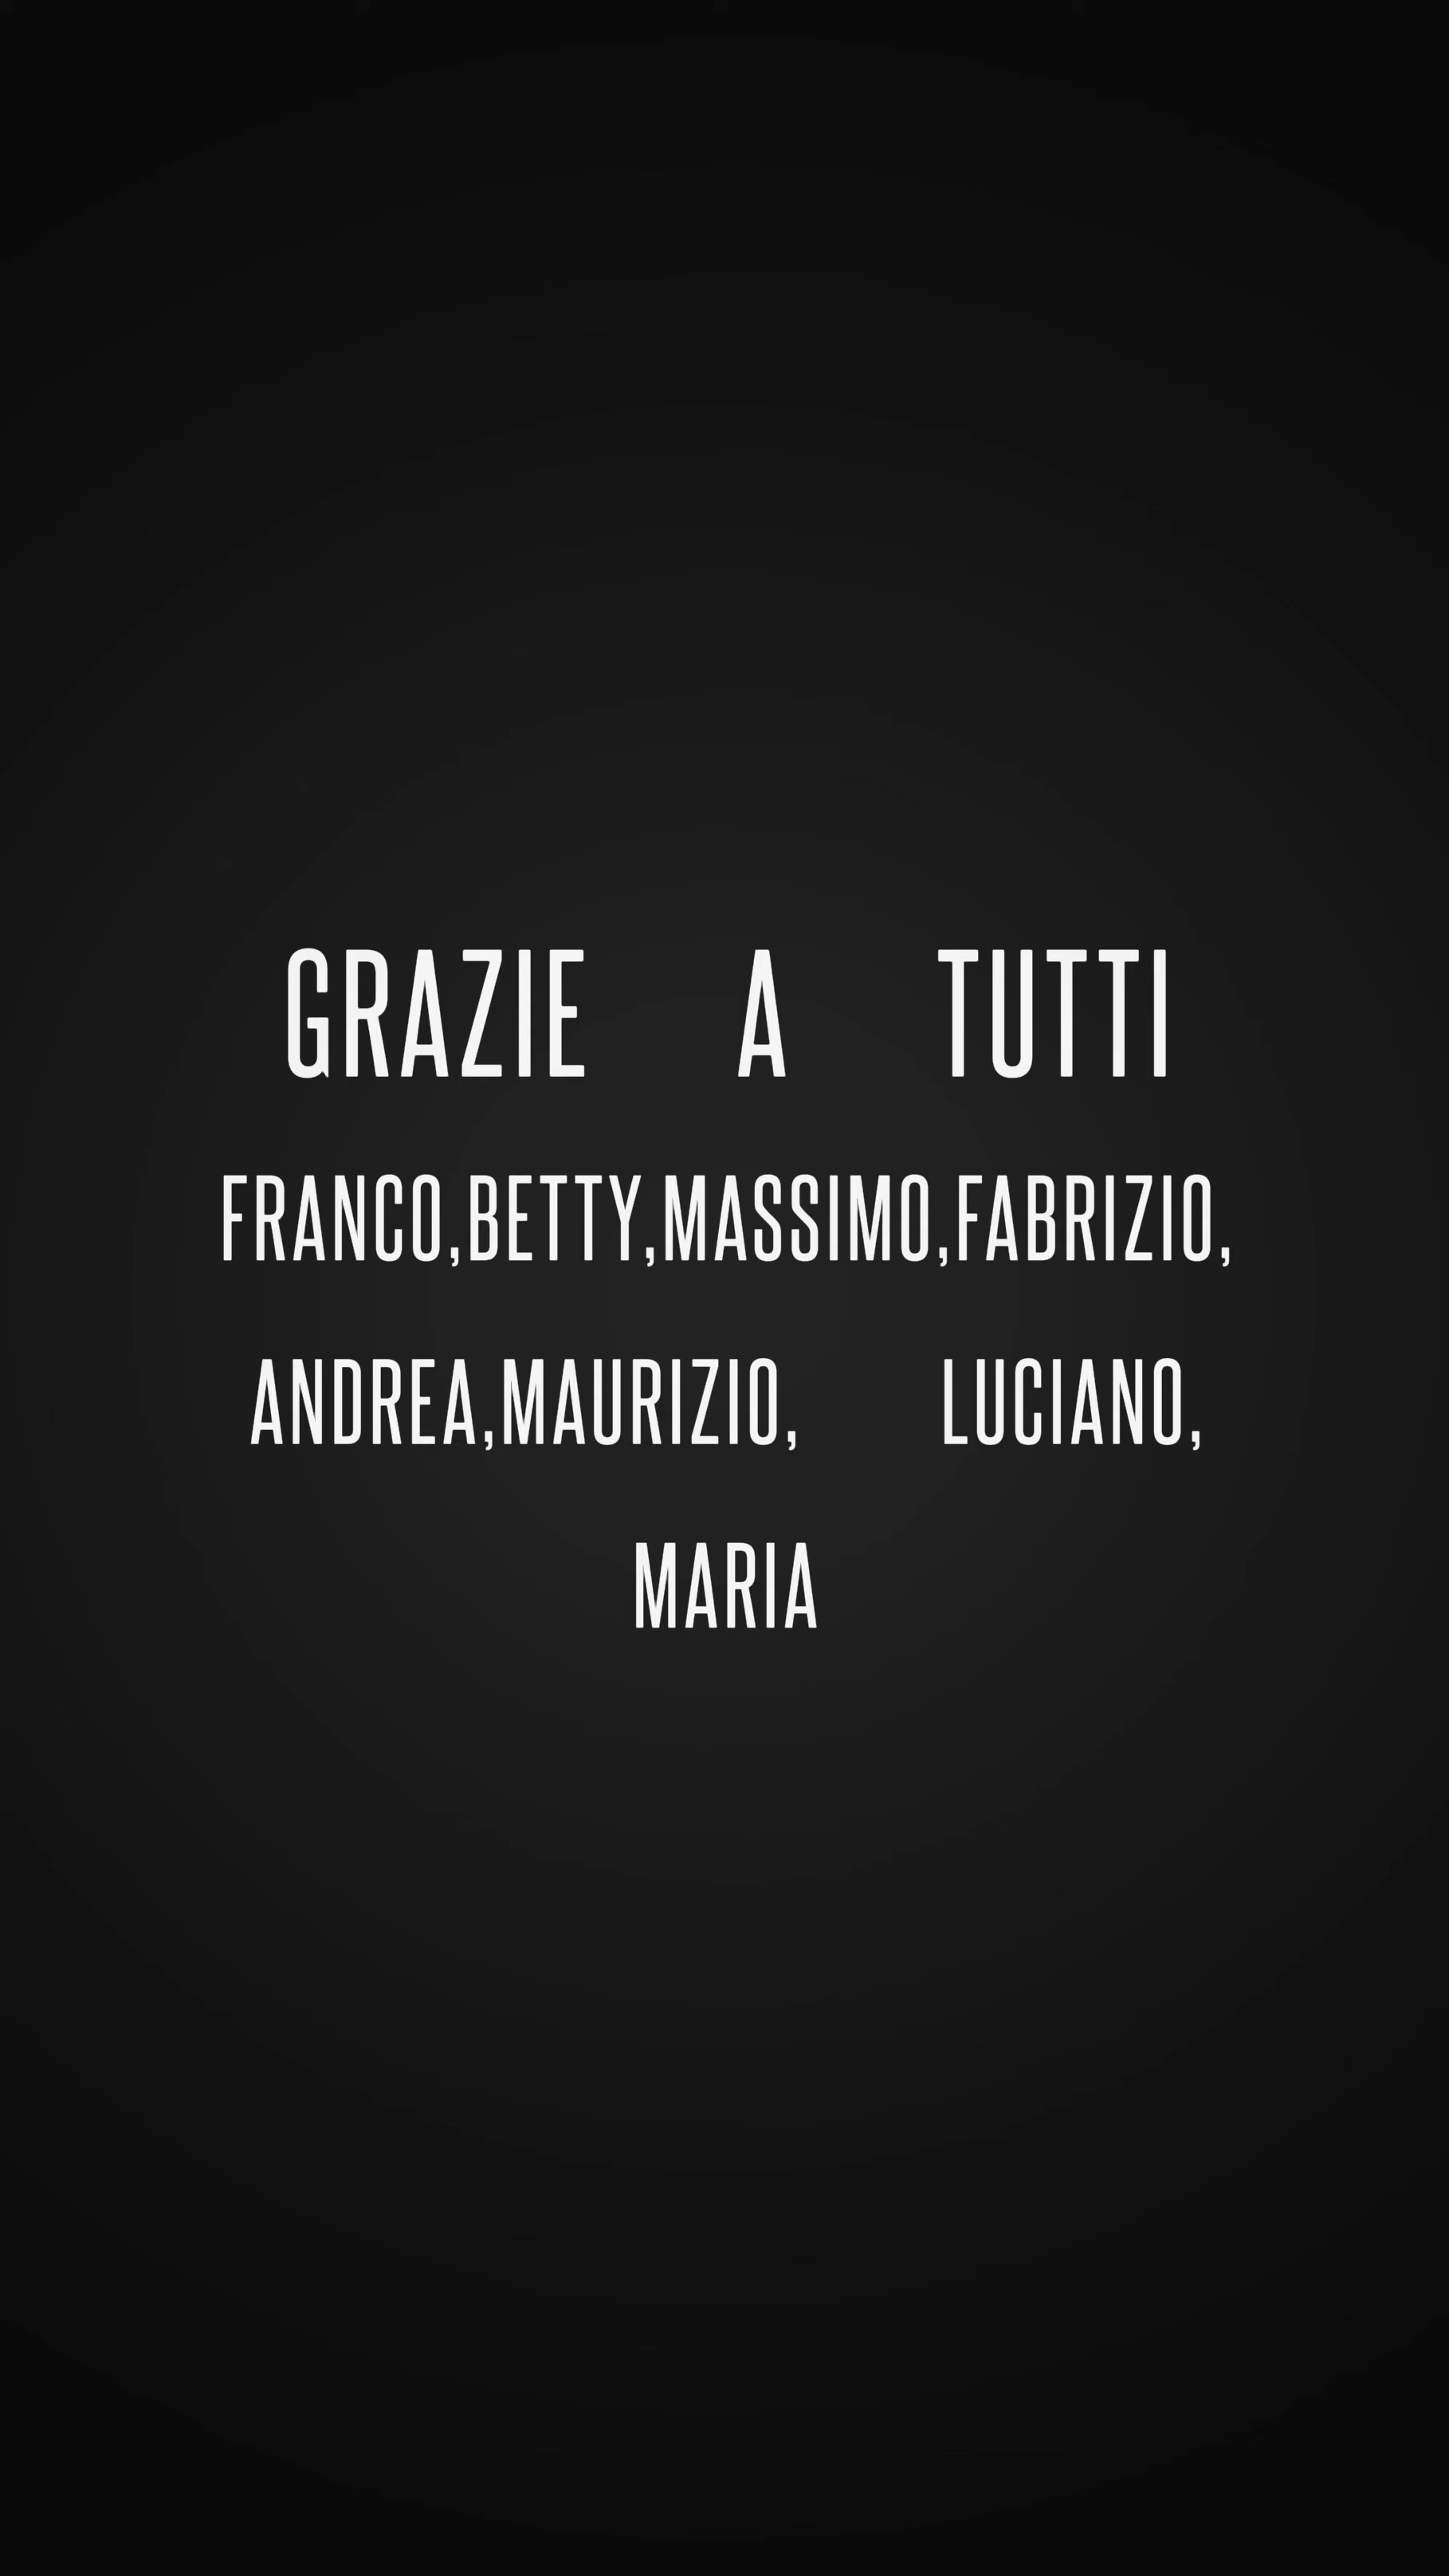 GRAZIE A TUTTI
FRANCO,BETTY,MASSIMO,FABRIZIO,
ANDREA,MAURIZIO, LUCIANO,
MARIA